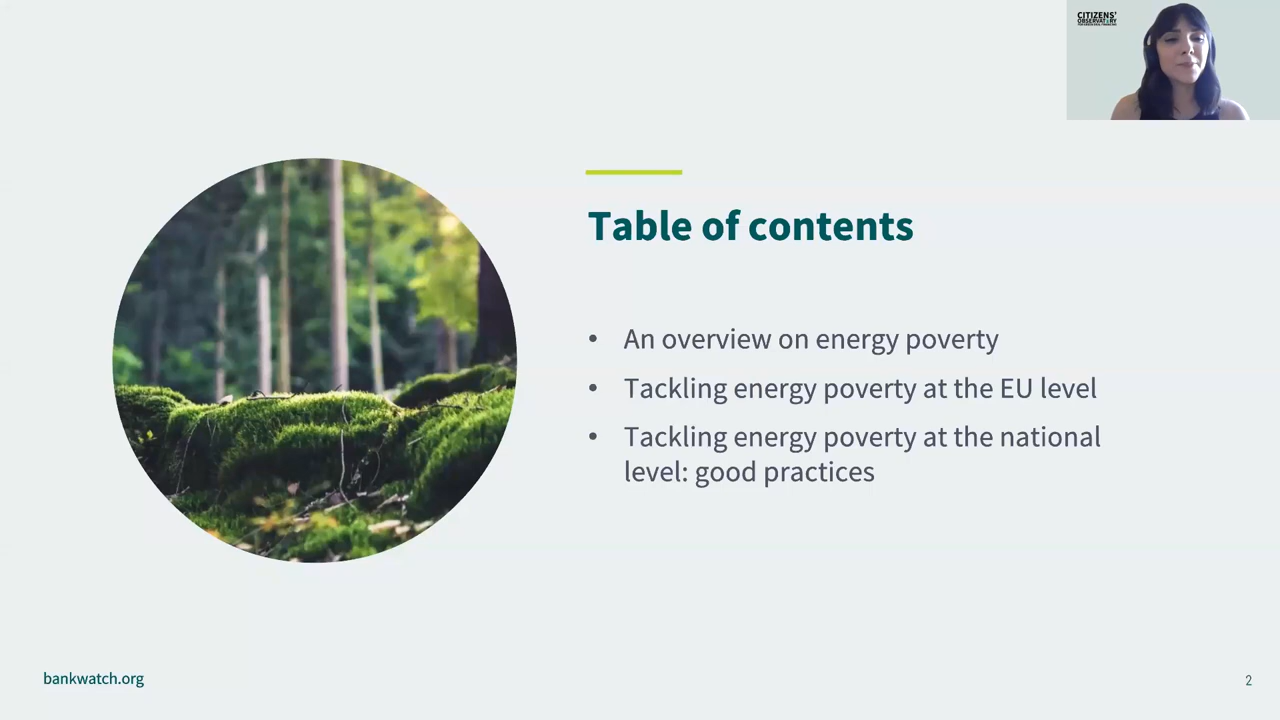 CITIZENS'
OBSERVATORY
Table of contents
• An overview on energy poverty
• Tackling energy poverty at the EU level
• Tackling energy poverty at the national
level: good practices
bankwatch.org
2